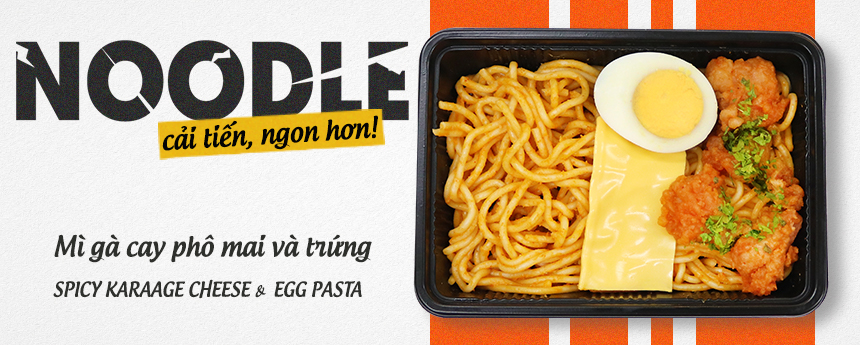 NOODLE
cải tiến, ngon hơn!
Mì gà cay phô mai và trứng
SPICY KARAAGE CHEESE & EGG PASTA